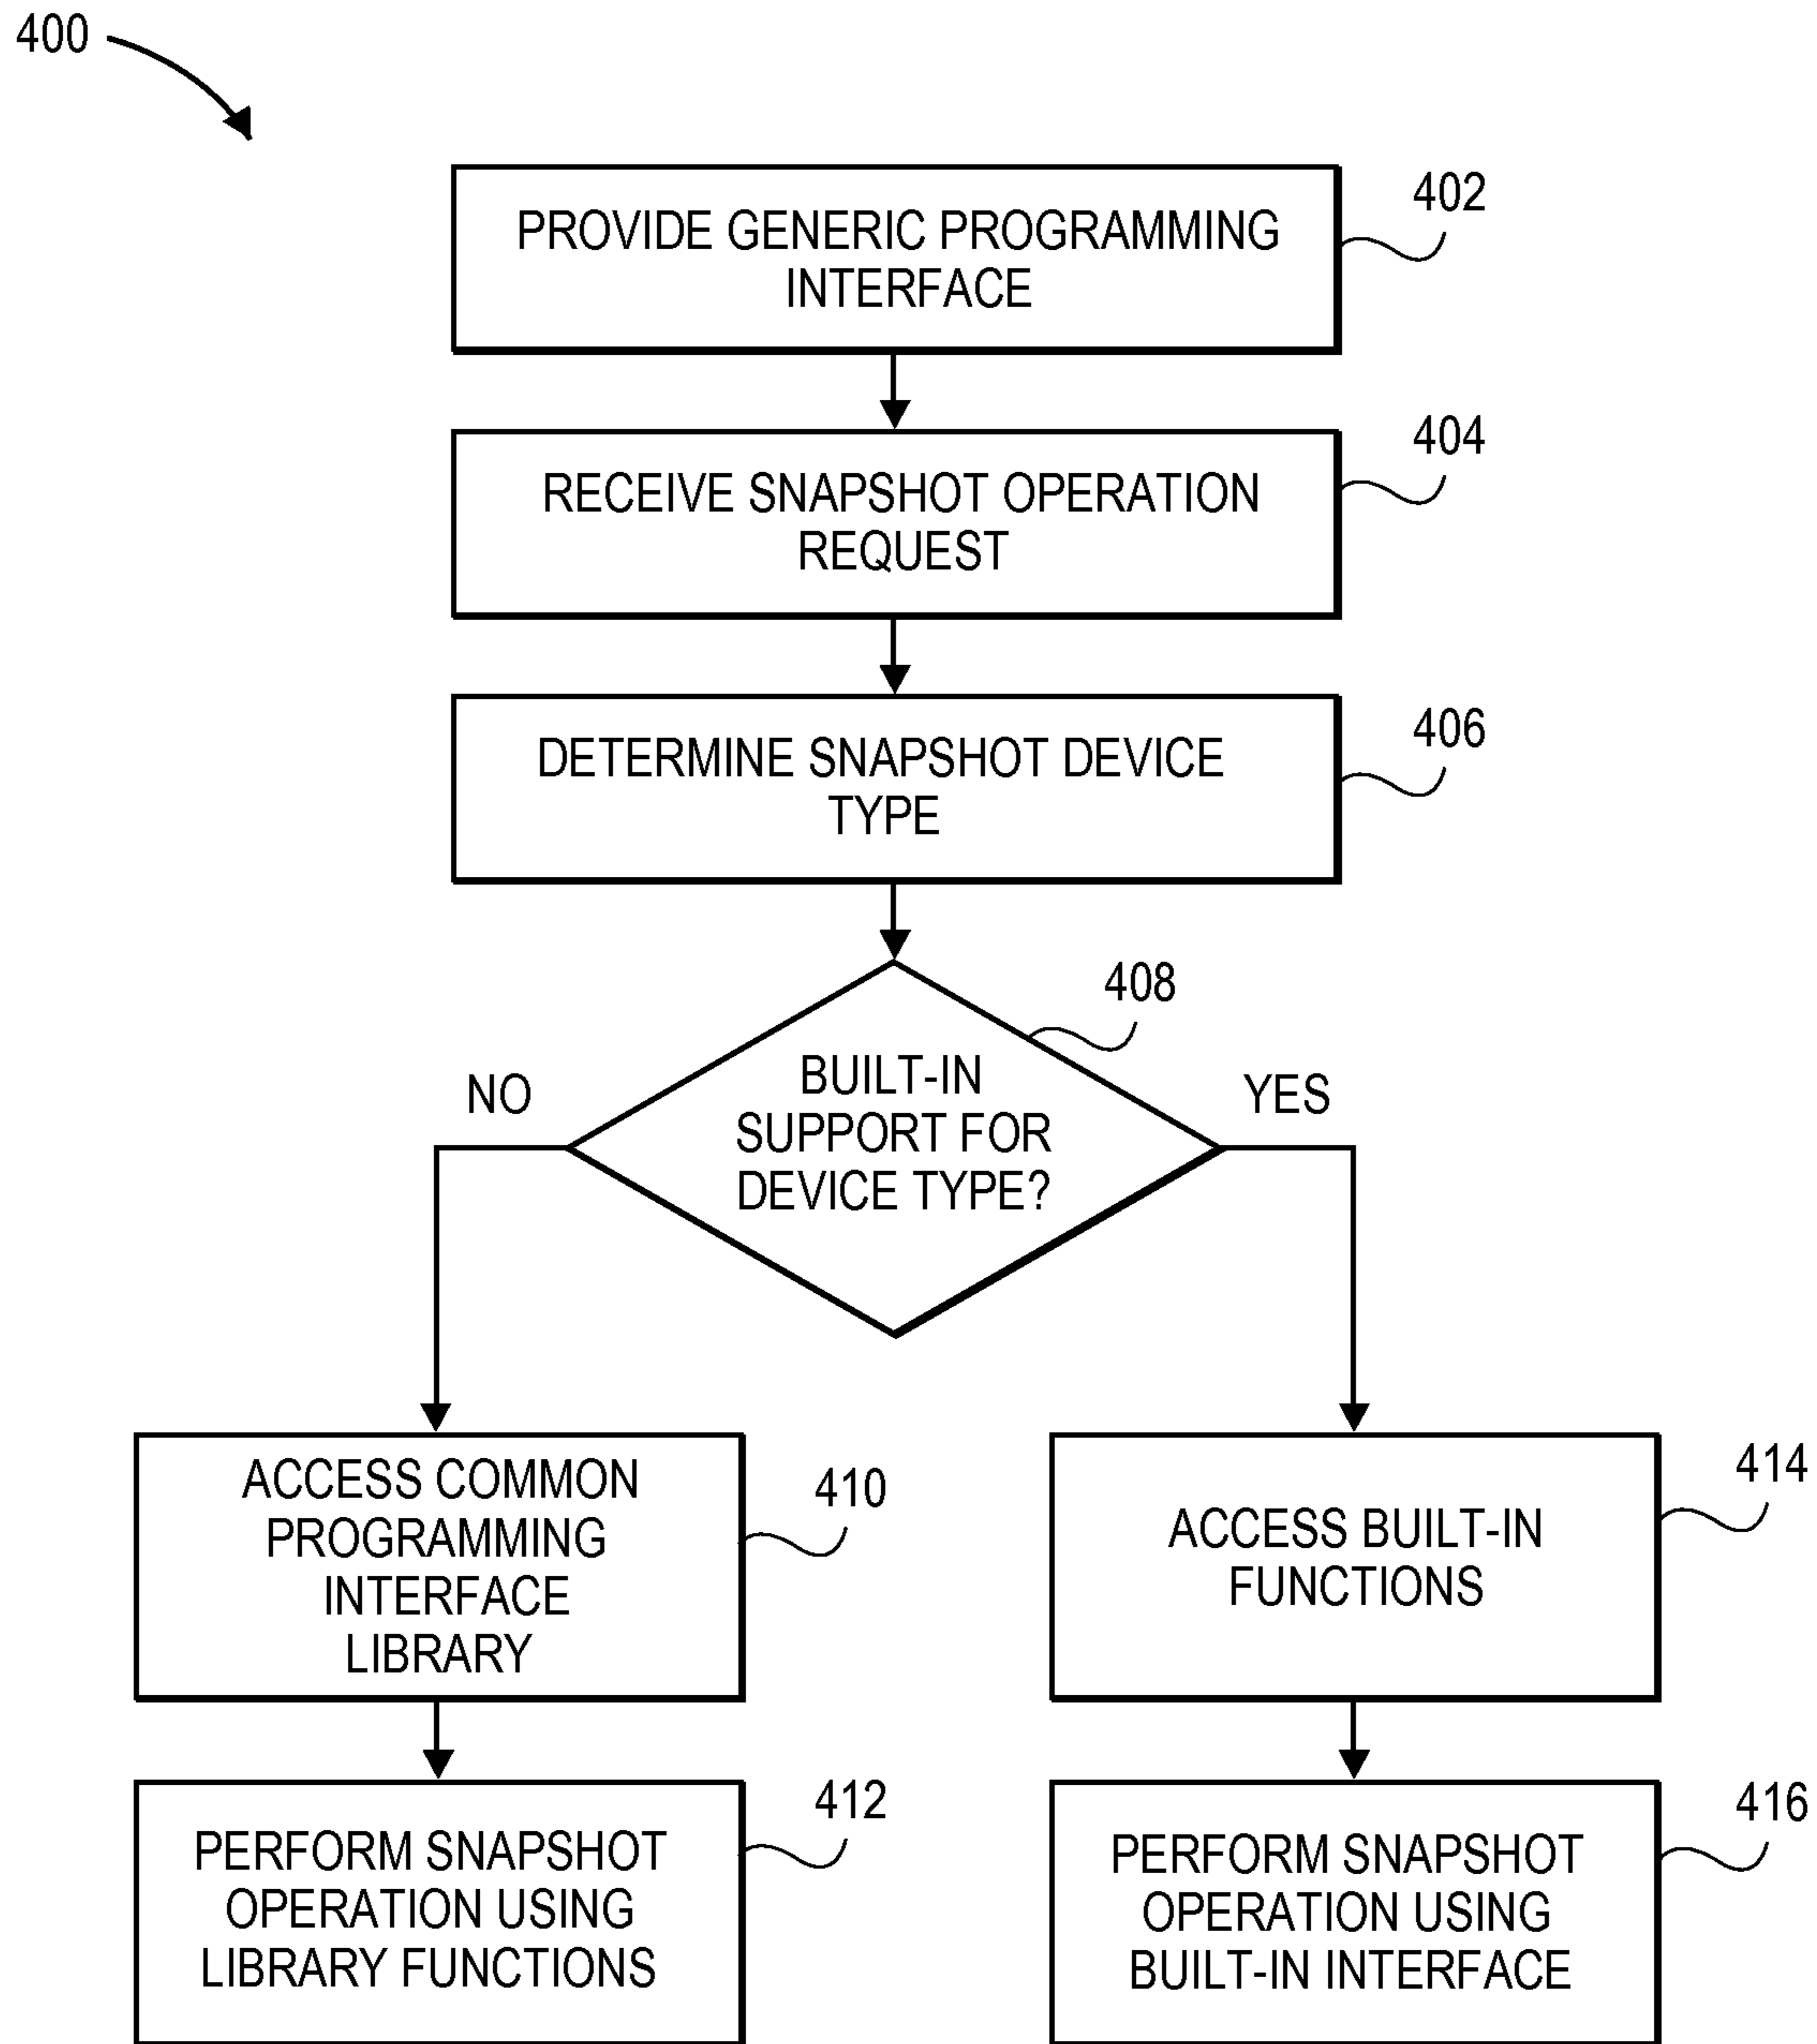 400
PROVIDE GENERIC PROGRAMMING
INTERFACE
402
RECEIVE SNAPSHOT OPERATION
REQUEST
404
DETERMINE SNAPSHOT DEVICE
TYPE
406
408
BUILT-IN
SUPPORT FOR
DEVICE TYPE?
NO
YES
ACCESS COMMON
PROGRAMMING
INTERFACE
LIBRARY
410
ACCESS BUILT-IN
FUNCTIONS
414
PERFORM SNAPSHOT
OPERATION USING
LIBRARY FUNCTIONS
412
PERFORM SNAPSHOT
OPERATION USING
BUILT-IN INTERFACE
416